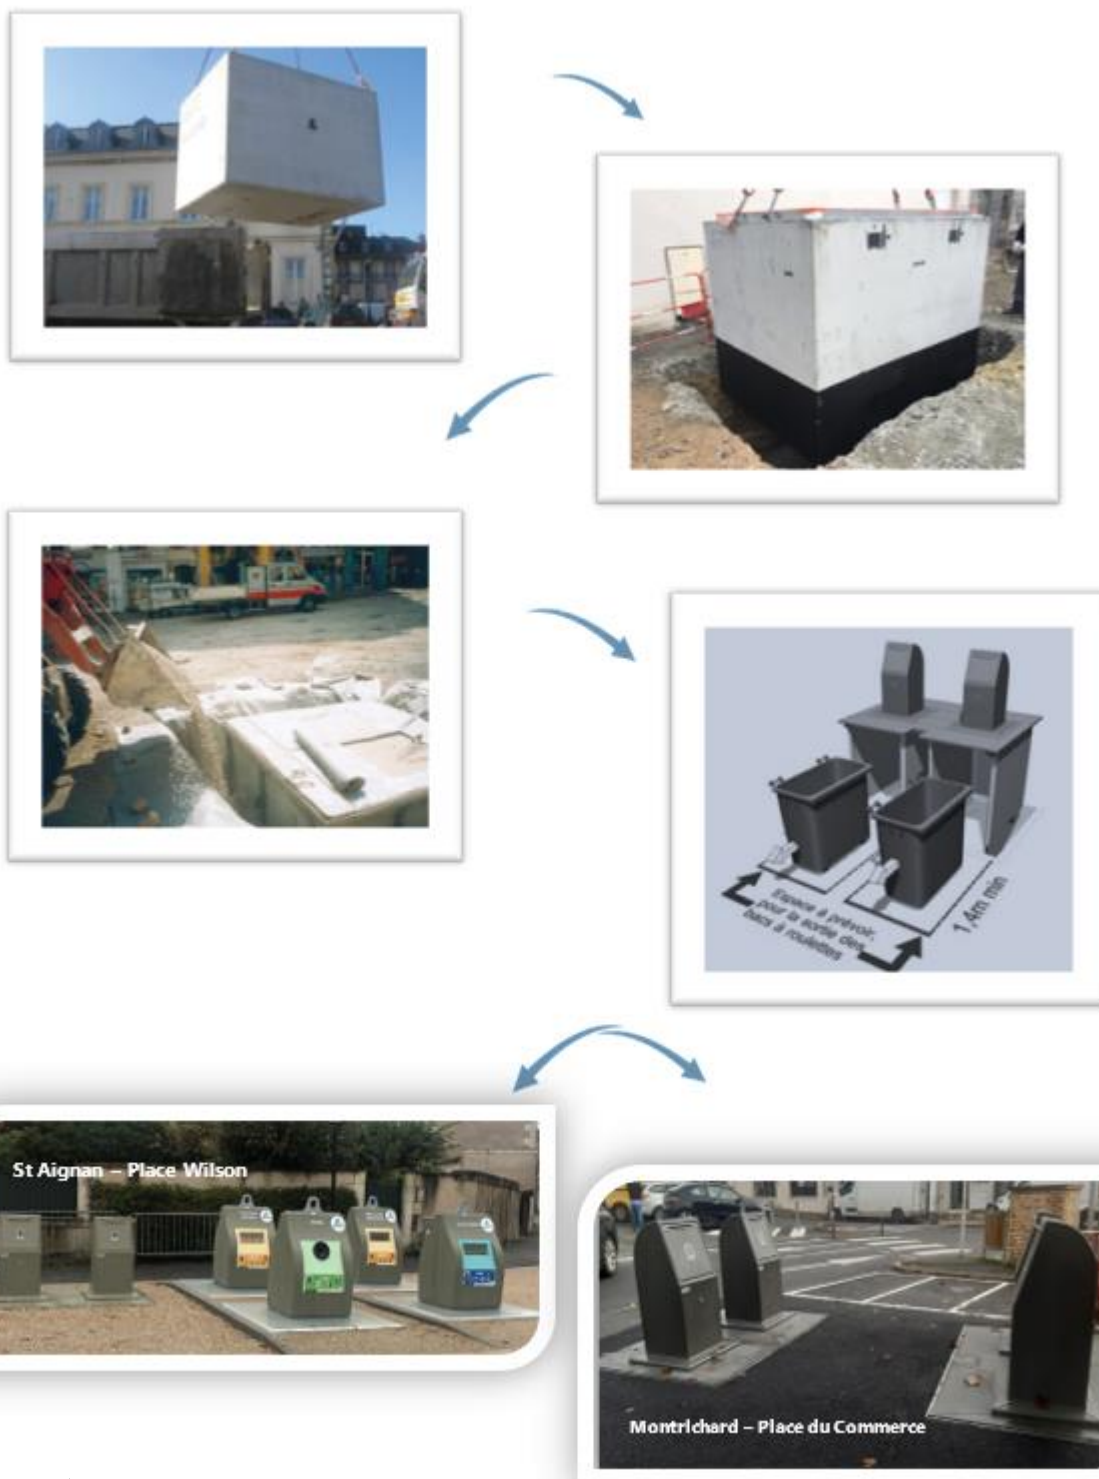 Espace à prévoir,
pour la sortie des
bacs à roulettes
1,4m min
St Aignan – Place Wilson
Montrichard – Place du Commerce